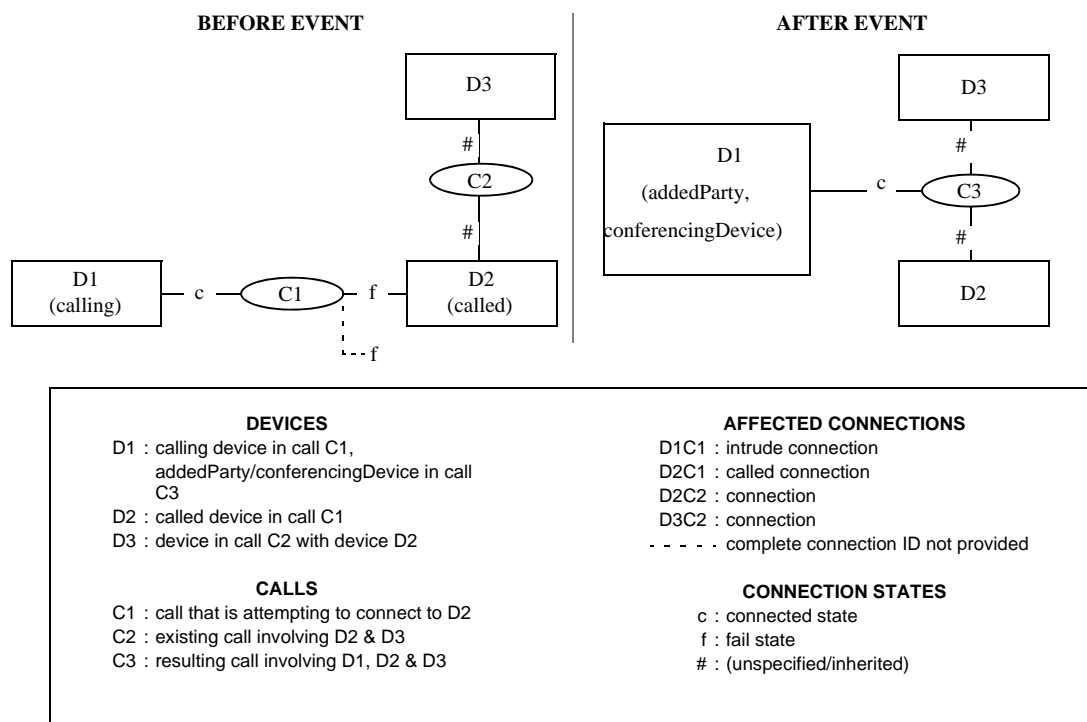 BEFORE EVENT
AFTER EVENT
D3
#
C2
#
D1
(calling)
c
C1
f
D2
(called)
f
D3
#
D1
(addedParty,
conferencingDevice)
c
C3
#
D2
DEVICES
D1 : calling device in call C1,
addedParty/conferencingDevice in call
C3
D2 : called device in call C1
D3 : device in call C2 with device D2
CALLS
C1 : call that is attempting to connect to D2
C2 : existing call involving D2 & D3
C3 : resulting call involving D1, D2 & D3
AFFECTED CONNECTIONS
D1C1 : intrude connection
D2C1 : called connection
D2C2 : connection
D3C2 : connection
- - - - - - complete connection ID not provided
CONNECTION STATES
c : connected state
f : fail state
# : (unspecified/inherited)